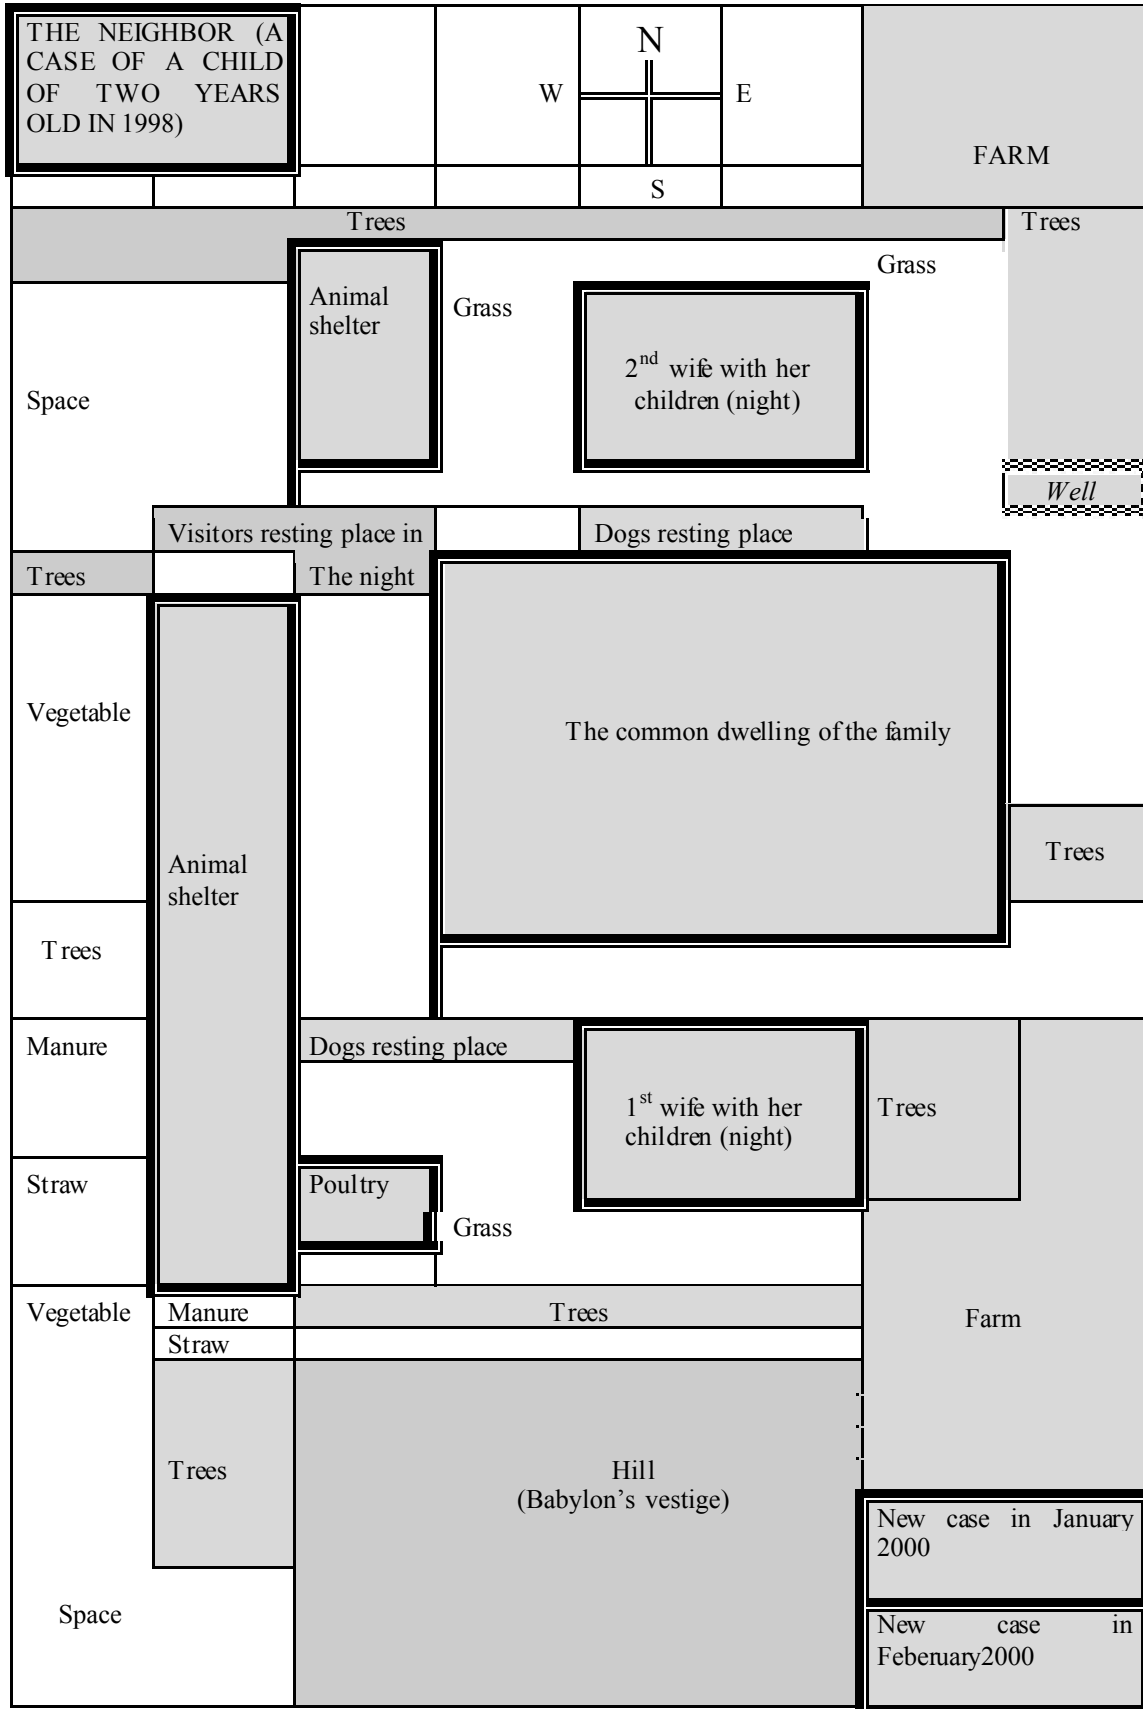 THE NEIGHBOR (A
CASE OF A CHILD
OF TWO YEARS
OLD IN 1998)
N
W
E
S
FARM
Trees
Trees
Grass
Animal
shelter
Grass
2nd wife with her
children (night)
Space
Well
Visitors resting place in
The night
Dogs resting place
Trees
Vegetable
The common dwelling of the family
Animal
shelter
Trees
Trees
Manure
Dogs resting place
1st wife with her
children (night)
Trees
Straw
Poultry
Grass
Vegetable
Manure
Trees
Farm
Straw
Trees
Hill
(Babylon's vestige)
New case in January
2000
Space
New case in
Feberuary2000